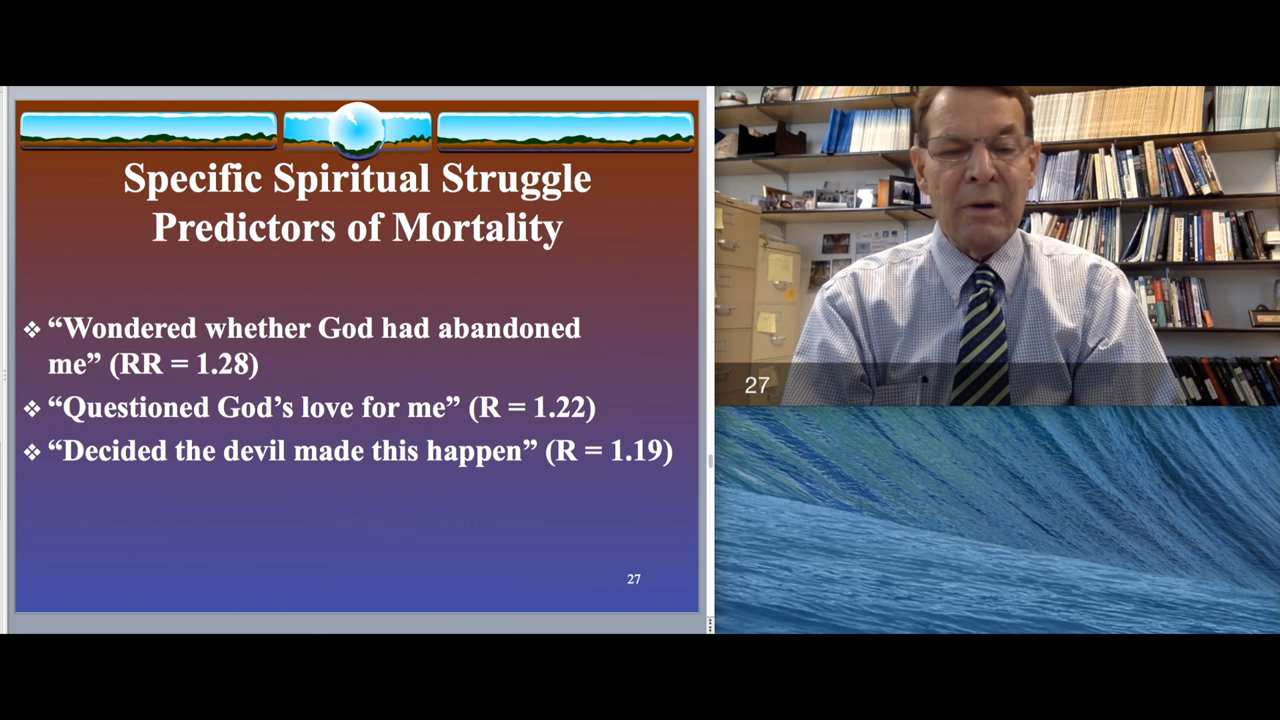 Specific Spiritual Struggle
Predictors of Mortality
“Wondered whether God had abandoned
me” (RR = 1.28)
“Questioned God’s love for me” (R = 1.22)
“Decided the devil made this happen” (R = 1.19)
27
27